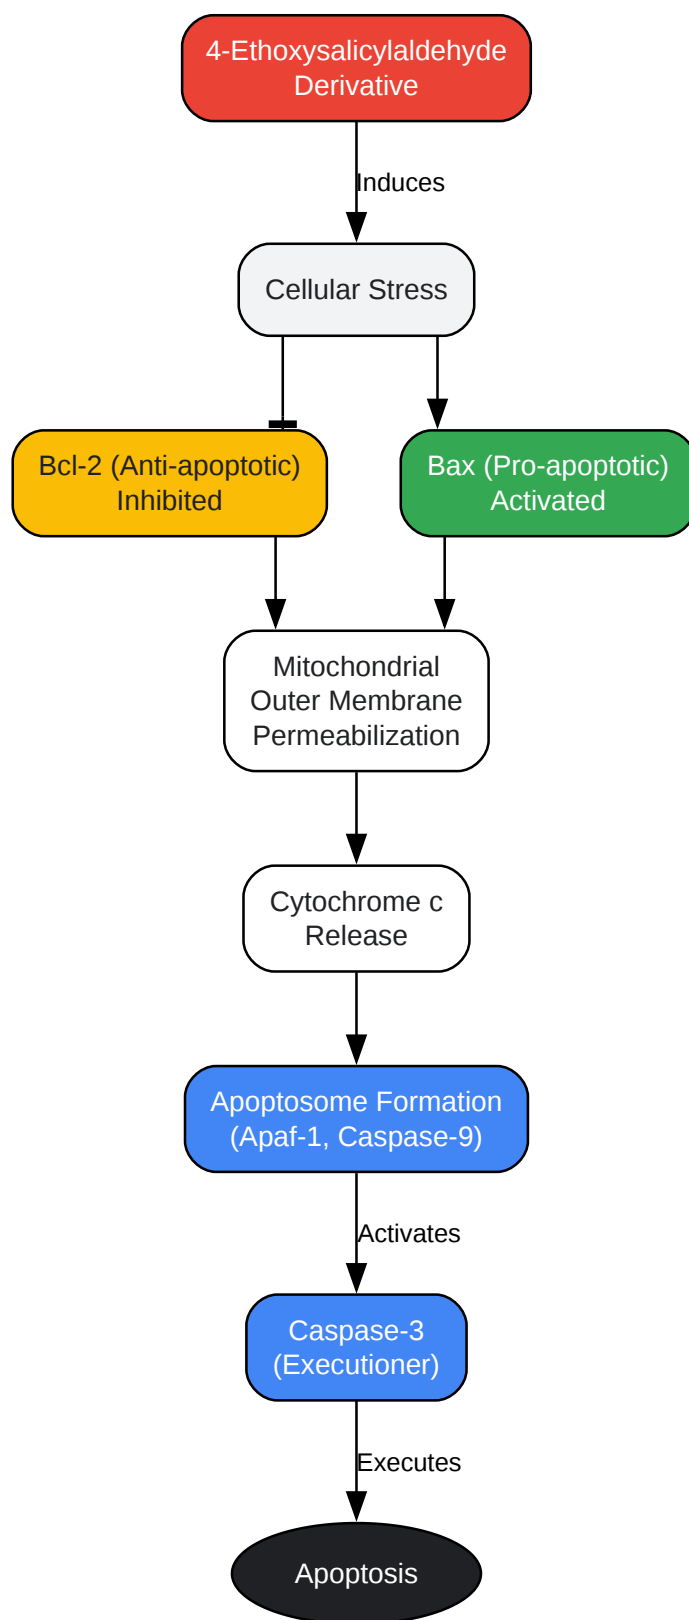 4-Ethoxysalicylaldehyde
Derivative
Induces
Cellular Stress
Bcl-2 (Anti-apoptotic)
Inhibited
Bax (Pro-apoptotic)
Activated
Mitochondrial
Outer Membrane
Permeabilization
Cytochrome c
Release
Apoptosome Formation
(Apaf-1, Caspase-9)
Activates
Caspase-3
(Executioner)
Executes
Apoptosis